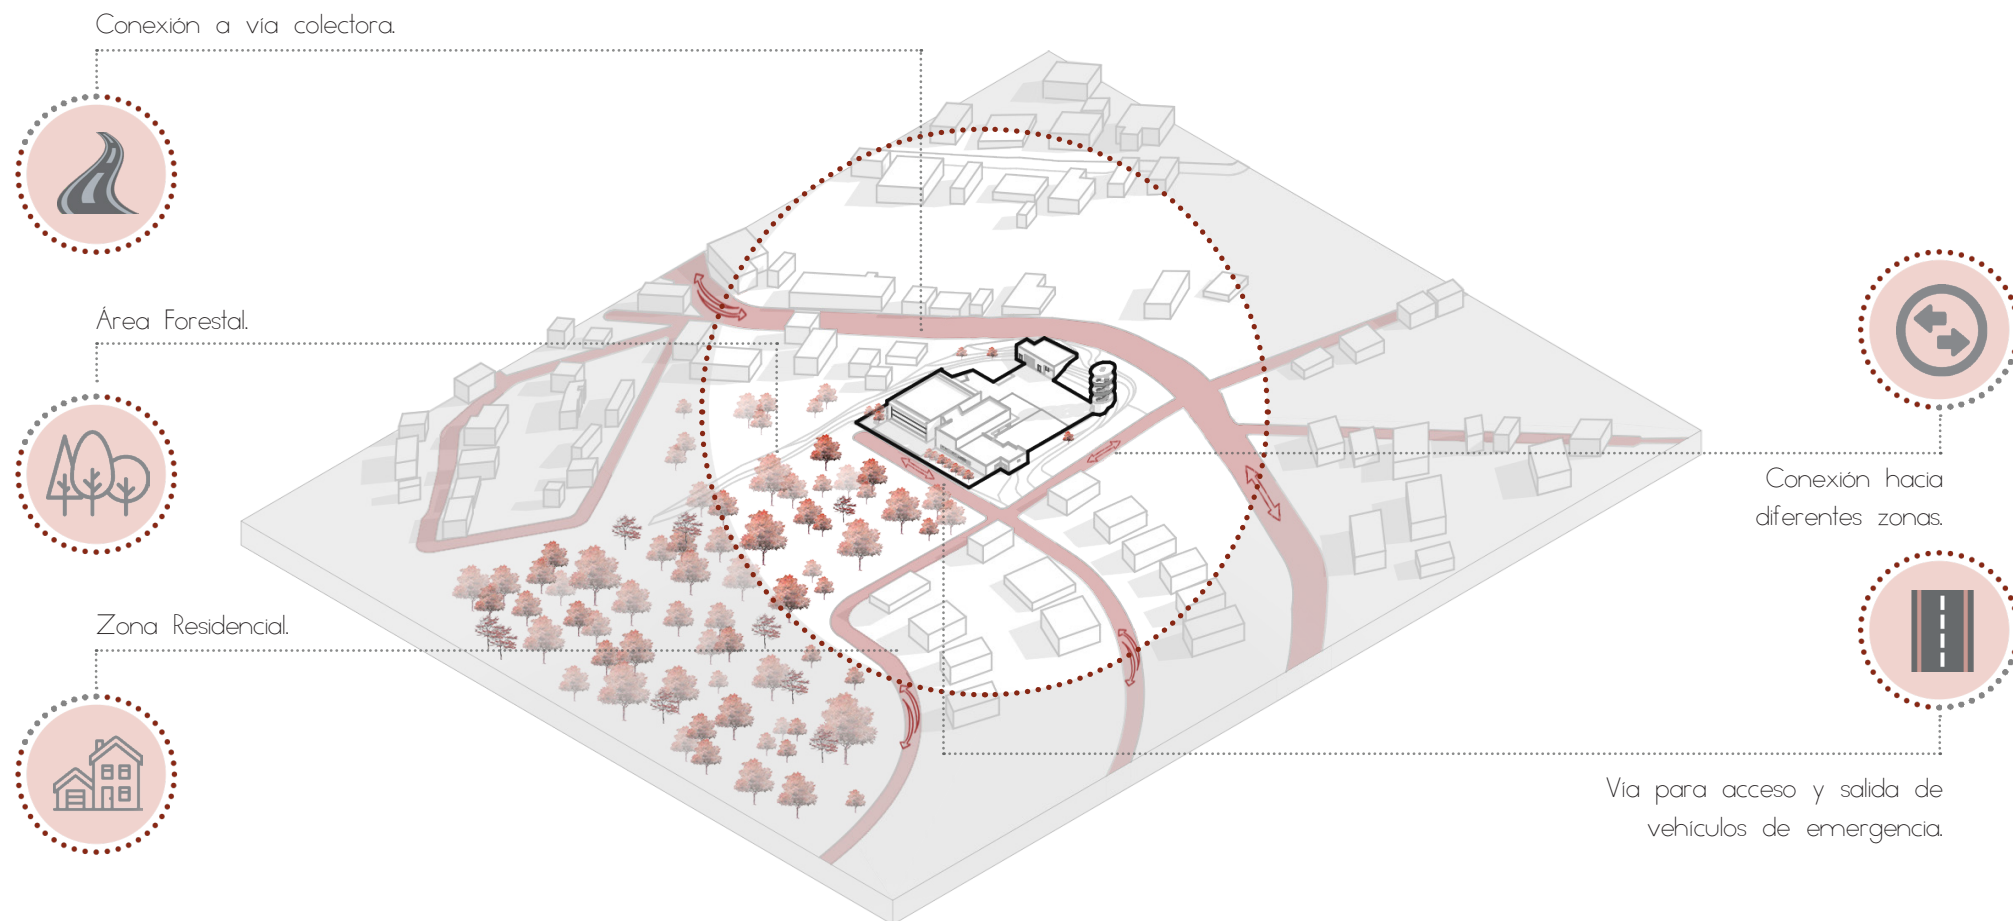 Conexión a vía colectora.
Área Forestal.
Zona Residencial.
Conexión hacia
diferentes zonas.
Vía para acceso y salida de
vehículos de emergencia.